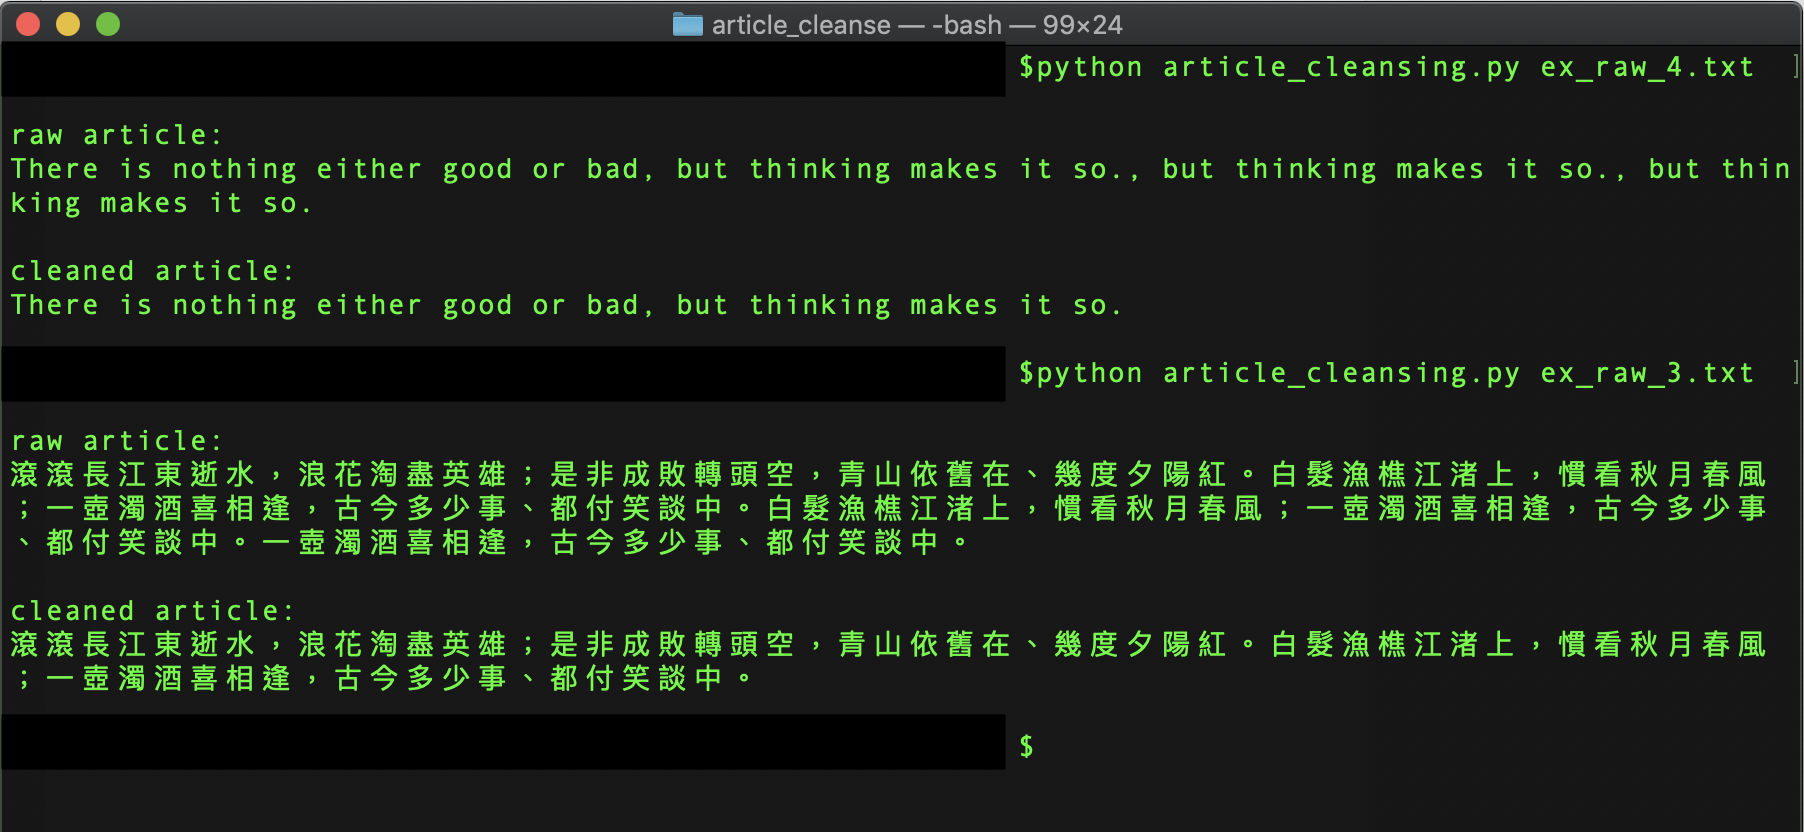 article_cleanse — -bash — 99×24
$python article_cleansing.py ex_raw_4.txt ]
raw article:
There is nothing either good or bad, but thinking makes it so., but thinking makes it so., but thin
king makes it so.
cleaned article:
There is nothing either good or bad, but thinking makes it so.
$python article_cleansing.py ex_raw_3.txt ]
raw article:
滾滾長江東逝水，浪花淘盡英雄；是非成敗轉頭空，青山依舊在、幾度夕陽紅。白髮漁樵江渚上，慣看秋月春風
；一壺濁酒喜相逢，古今多少事、都付笑談中。白髮漁樵江渚上，慣看秋月春風；一壺濁酒喜相逢，古今多少事
、都付笑談中。一壺濁酒喜相逢，古今多少事、都付笑談中。
cleaned article:
滾滾長江東逝水，浪花淘盡英雄；是非成敗轉頭空，青山依舊在、幾度夕陽紅。白髮漁樵江渚上，慣看秋月春風
；一壺濁酒喜相逢，古今多少事、都付笑談中。
$